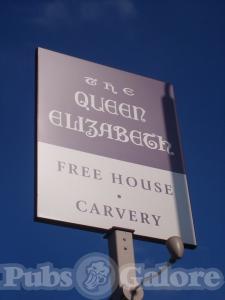 THE
QUEEN
ELIZABETH
FREE HOUSE
•
CARVERY
Pubs Galore